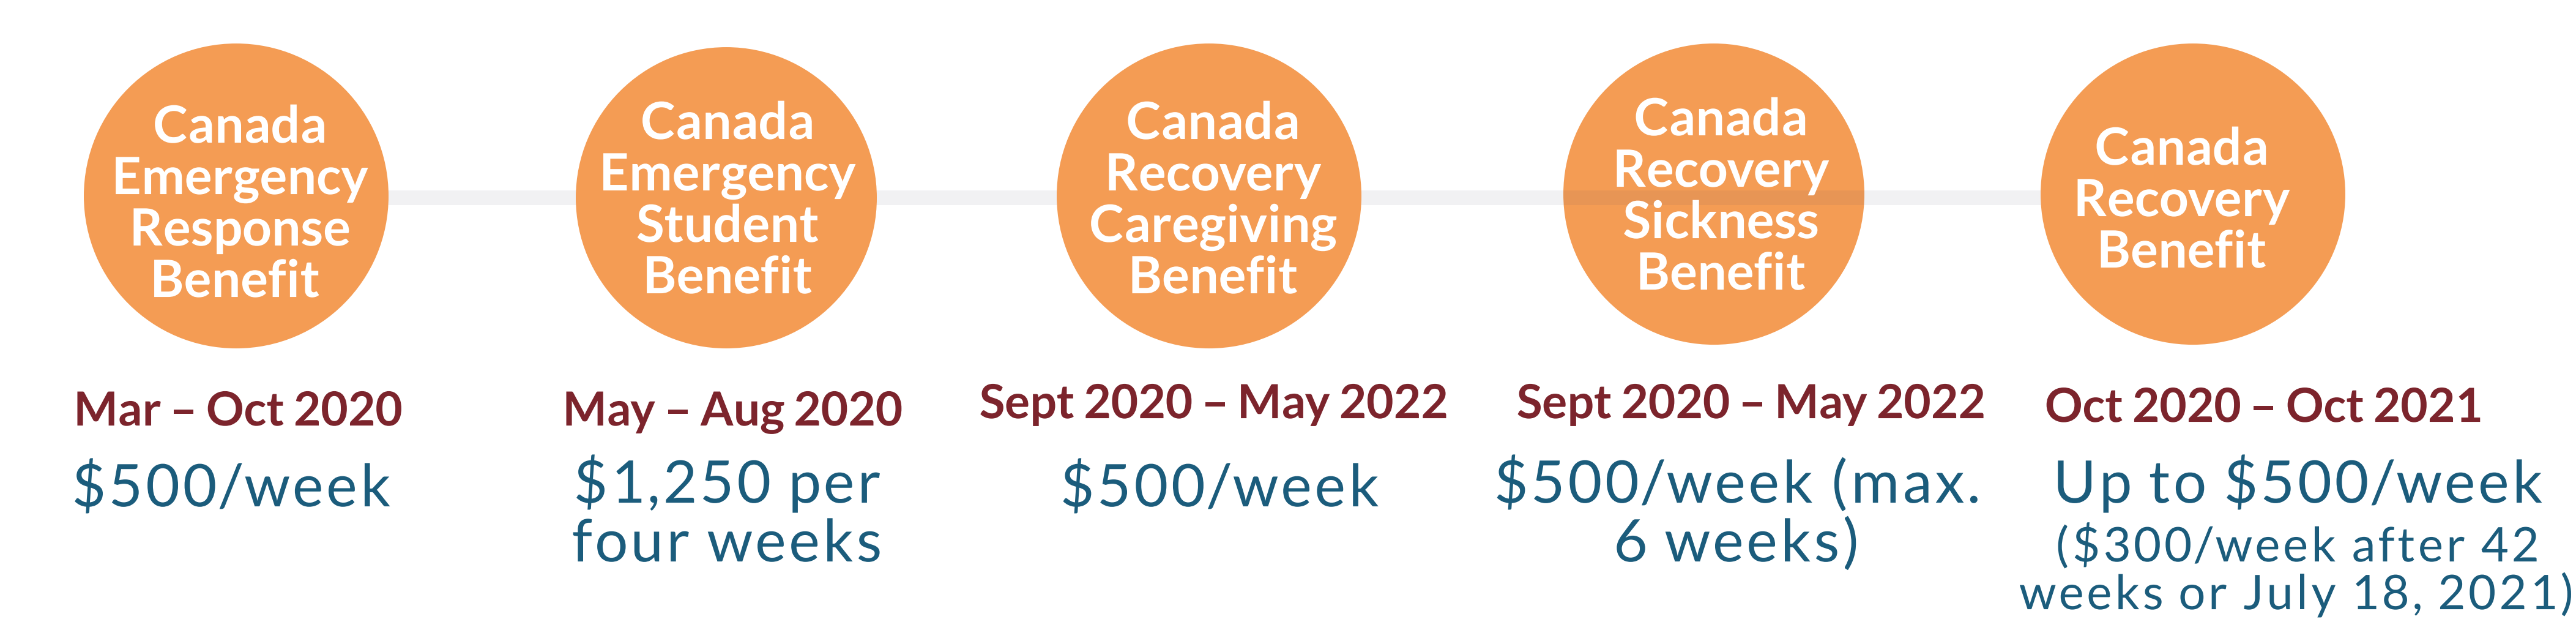 Canada
Emergency
Response
Benefit
Mar – Oct 2020
$500/week
Canada
Emergency
Student
Benefit
May – Aug 2020
$1,250 per
four weeks
Canada
Recovery
Caregiving
Benefit
Sept 2020 – May 2022
$500/week
Canada
Recovery
Sickness
Benefit
Sept 2020 – May 2022
$500/week (max.
6 weeks)
Canada
Recovery
Benefit
Oct 2020 – Oct 2021
Up to $500/week
($300/week after 42
weeks or July 18, 2021)